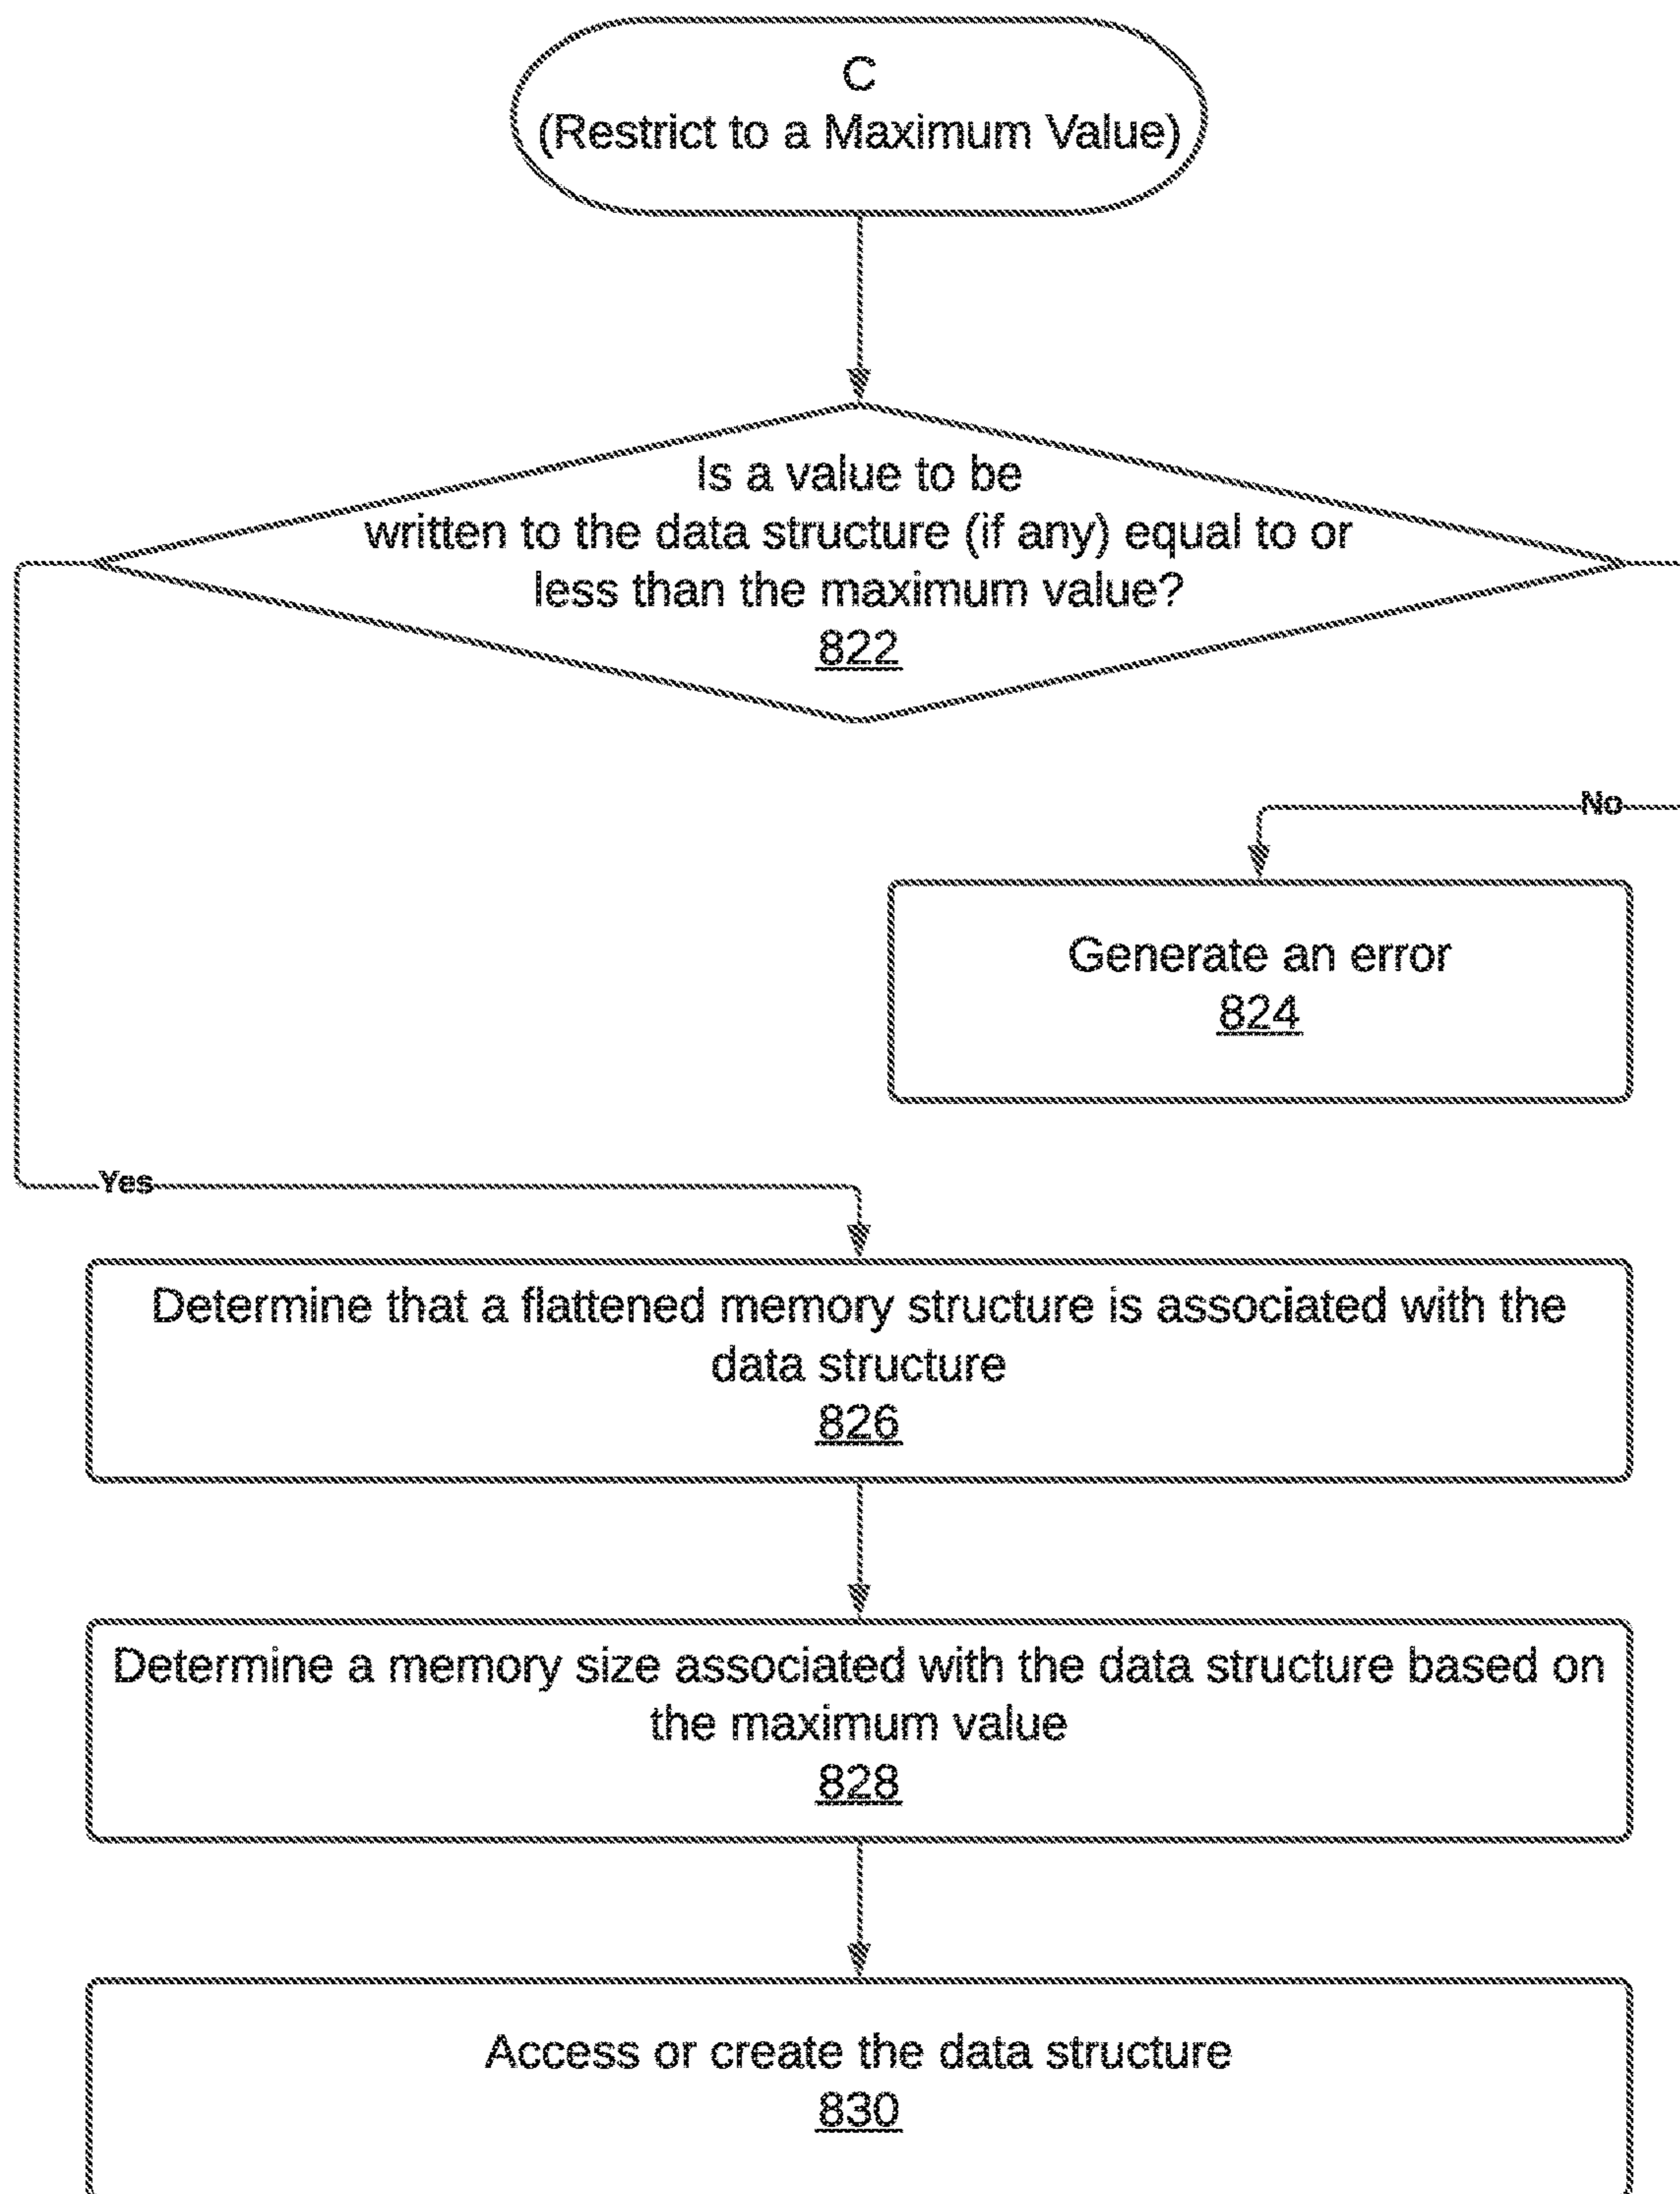 C
(Restrict to a Maximum Value)
Is a value to be
written to the data structure (if any) equal to or
less than the maximum value?
822
No
Generate an error
824
Yes
Determine that a flattened memory structure is associated with the
data structure
826
Determine a memory size associated with the data structure based on
the maximum value
828
Access or create the data structure
830